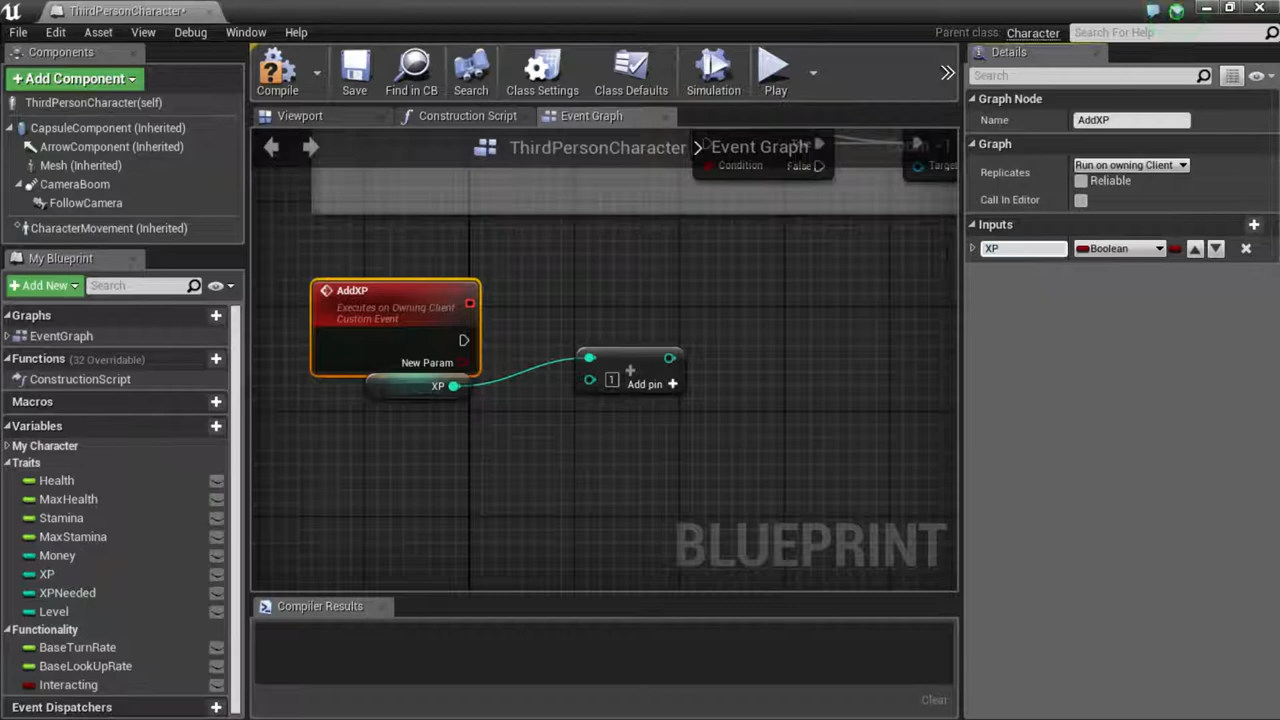 ThirdPersonCharacter*
File Edit Asset View Debug Window Help
Parent class: Character
Search For Help
Components
+Add Component
ThirdPersonCharacter(self)
CapsuleComponent (Inherited)
ArrowComponent (Inherited)
Mesh (Inherited)
CameraBoom
FollowCamera
CharacterMovement (Inherited)
My Blueprint
+Add New
Search
Graphs
EventGraph
Functions (32 Overridable)
ConstructionScript
Macros
Variables
My Character
Traits
Health
MaxHealth
Stamina
MaxStamina
Money
XP
XPNeeded
Level
Functionality
BaseTurnRate
BaseLookUpRate
Interacting
Event Dispatchers
Compile
Save
Find in CB
Search
Class Settings
Class Defaults
Simulation
Play
Viewport
Construction Script
Event Graph
ThirdPersonCharacter > Event Graph
Condition
False
Target
AddXP
Executes on Owning Client
Custom Event
New Param
XP
1
Add pin
BLUEPRINT
Compiler Results
Clear
Details
Search
Graph Node
Name
AddXP
Graph
Replicates
Run on owning Client
Reliable
Call In Editor
Inputs
XP
Boolean